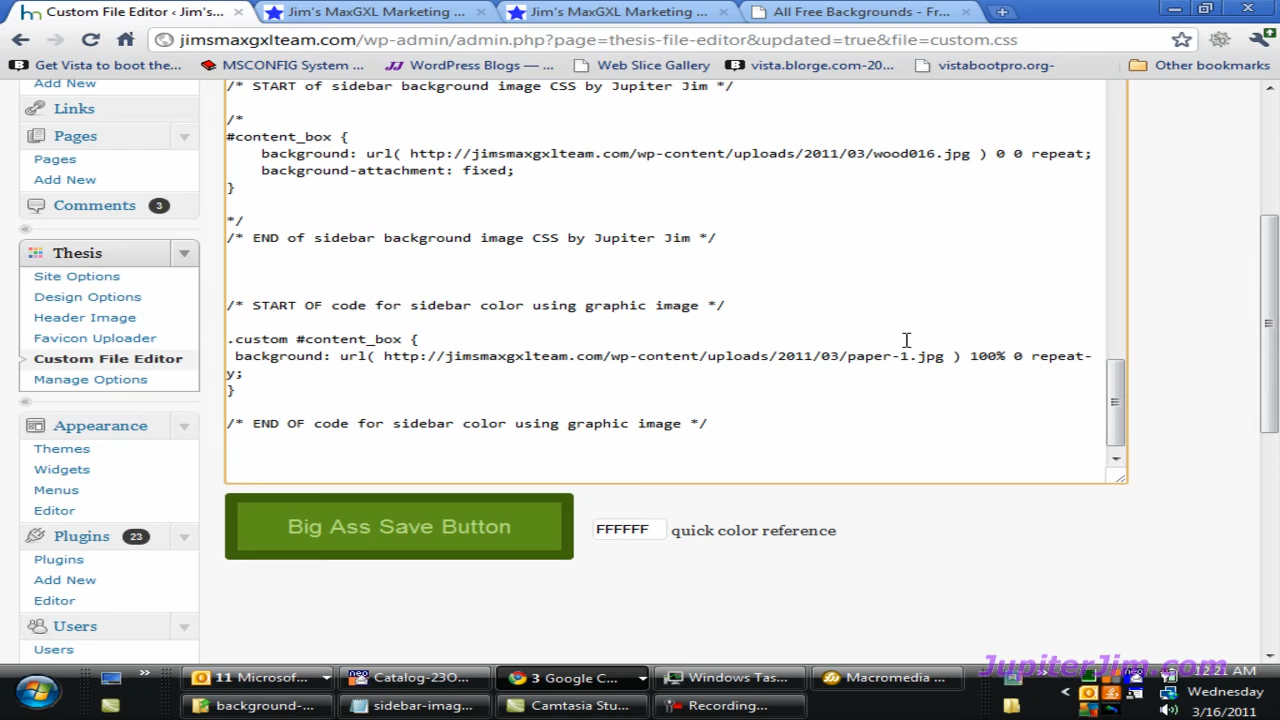 Custom File Editor ‹ Jim's...
Jim's MaxGXL Marketing ...
Jim's MaxGXL Marketing ...
All Free Backgrounds - Fr...
jimsmaxgxlteam.com/wp-admin/admin.php?page=thesis-file-editor&updated=true&file=custom.css
Get Vista to boot the...
MSCONFIG System ...
WordPress Blogs — ...
Web Slice Gallery
vista.blorge.com-20...
vistabootpro.org-
Other bookmarks
Add New
Links
Pages
Pages
Add New
Comments 3
Thesis
Site Options
Design Options
Header Image
Favicon Uploader
Custom File Editor
Manage Options
Appearance
Themes
Widgets
Menus
Editor
Plugins 23
Plugins
Add New
Editor
Users
Users
/* START of sidebar background image CSS by Jupiter Jim */
/*
#content_box {
background: url( http://jimsmaxgxlteam.com/wp-content/uploads/2011/03/wood016.jpg ) 0 0 repeat;
background-attachment: fixed;
}
*/
/* END of sidebar background image CSS by Jupiter Jim */
/* START OF code for sidebar color using graphic image */
.custom #content_box {
background: url( http://jimsmaxgxlteam.com/wp-content/uploads/2011/03/paper-1.jpg ) 100% 0 repeat-
y;
}
/* END OF code for sidebar color using graphic image */
Big Ass Save Button
FFFFFF quick color reference
JupiterJim.com
11 Microsof...
Catalog-23O...
3 Google C...
Windows Tas...
Macromedia ...
12:21 AM
Wednesday
background-...
sidebar-imag...
Camtasia Stu...
Recording...
3/16/2011